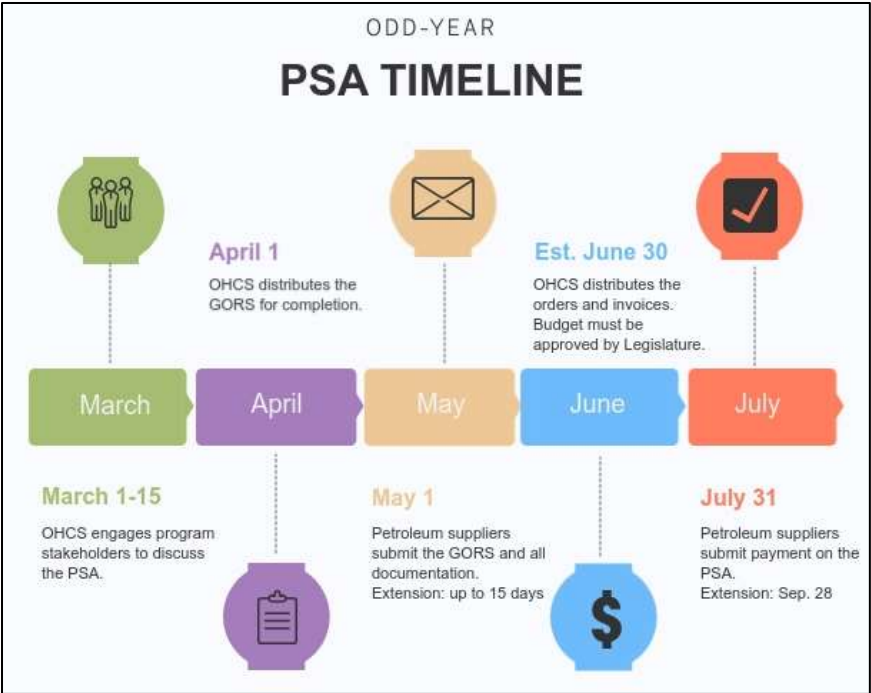 ODD-YEAR
PSA TIMELINE
April 1
OHCS distributes the
GORS for completion.
Est. June 30
OHCS distributes the
orders and invoices.
Budget must be
approved by Legislature.
March
April
May
June
July
March 1-15
OHCS engages program
stakeholders to discuss
the PSA.
May 1
Petroleum suppliers
submit the GORS and all
documentation.
Extension: up to 15 days
$
July 31
Petroleum suppliers
submit payment on the
PSA.
Extension: Sep. 28